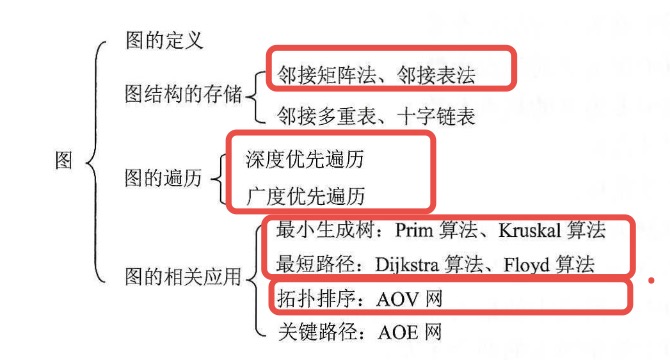 图的定义
图结构的存储
邻接矩阵法、邻接表法
邻接多重表、十字链表
图
图的遍历
深度优先遍历
广度优先遍历
图的相关应用
最小生成树：Prim 算法、Kruskal 算法
最短路径：Dijkstra 算法、Floyd 算法
拓扑排序：AOV 网
关键路径：AOE 网